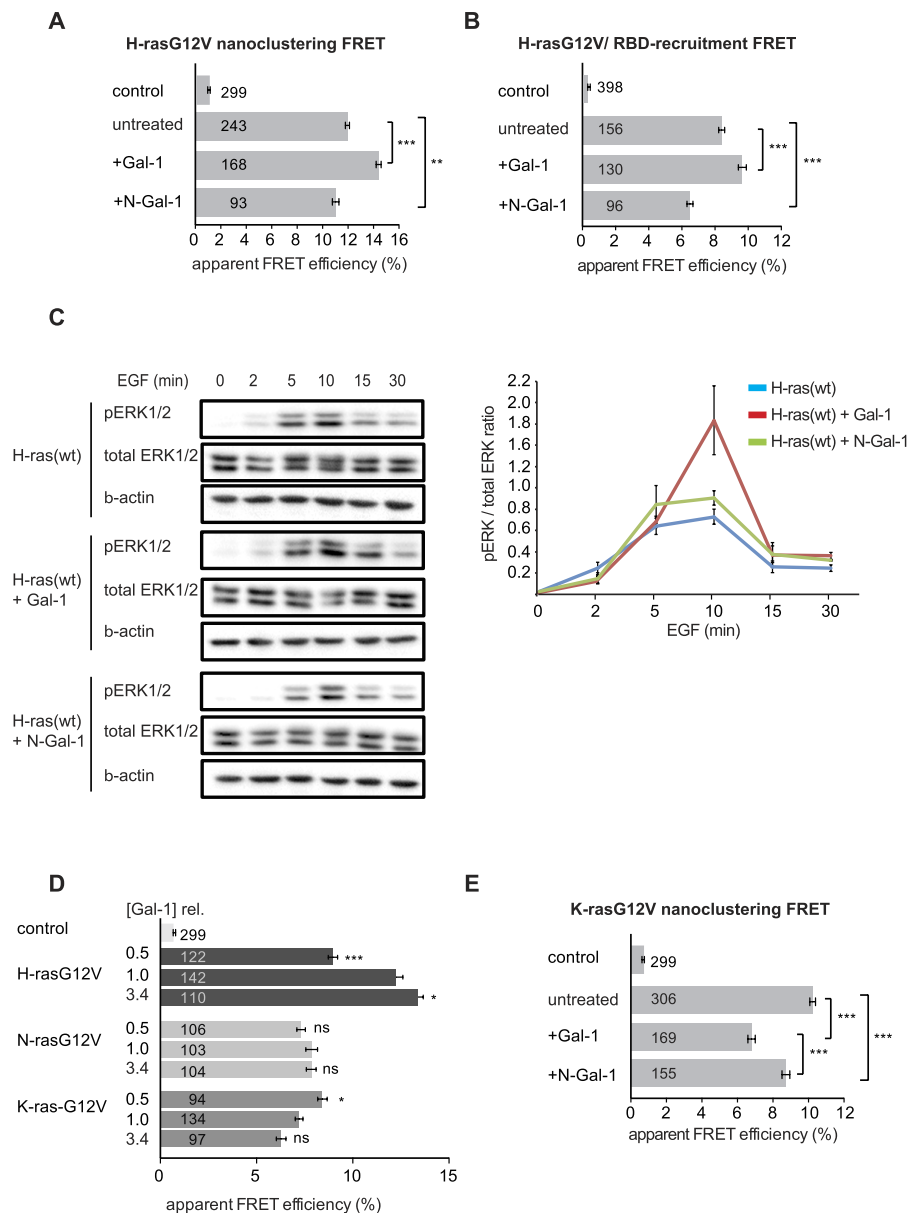 A
H-rasG12V nanoclustering FRET
control
299
untreated
243
***
**
+Gal-1
168
+N-Gal-1
93
0 2 4 6 8 10 12 14 16
apparent FRET efficiency (%)
B
H-rasG12V/ RBD-recruitment FRET
control
398
untreated
156
***
***
+Gal-1
130
+N-Gal-1
96
0 2 4 6 8 10 12
apparent FRET efficiency (%)
C
EGF (min) 0 2 5 10 15 30
H-ras(wt)
pERK1/2
total ERK1/2
b-actin
H-ras(wt)
+ Gal-1
pERK1/2
total ERK1/2
b-actin
H-ras(wt)
+ N-Gal-1
pERK1/2
total ERK1/2
b-actin
pERK / total ERK ratio
2.2
2.0
1.8
1.6
1.2
1.0
0.8
0.6
0.4
0.2
0 2 5 10 15 30
EGF (min)
H-ras(wt)
H-ras(wt) + Gal-1
H-ras(wt) + N-Gal-1
D
[Gal-1] rel.
control
299
H-rasG12V
0.5 122 ***
1.0 142
3.4 110 *
N-rasG12V
0.5 106 ns
1.0 103
3.4 104 ns
K-ras-G12V
0.5 94 *
1.0 134
3.4 97 ns
0 5 10 15
apparent FRET efficiency (%)
E
K-rasG12V nanoclustering FRET
control
299
untreated
306
***
***
***
+Gal-1
169
+N-Gal-1
155
0 2 4 6 8 10 12
apparent FRET efficiency (%)